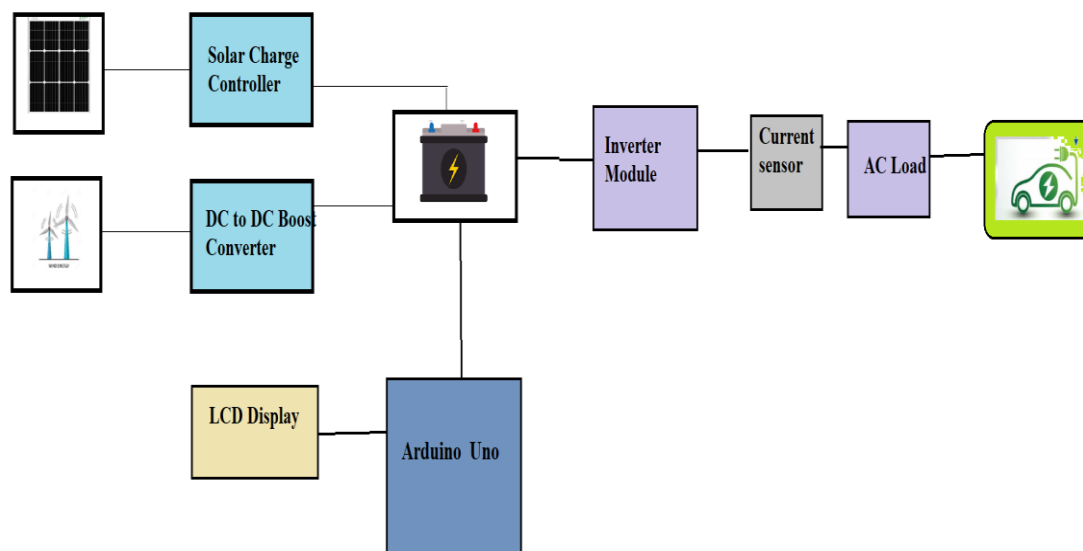 Solar Charge
Controller
DC to DC Boost
Converter
Inverter
Module
Current
sensor
AC Load
LCD Display
Arduino Uno